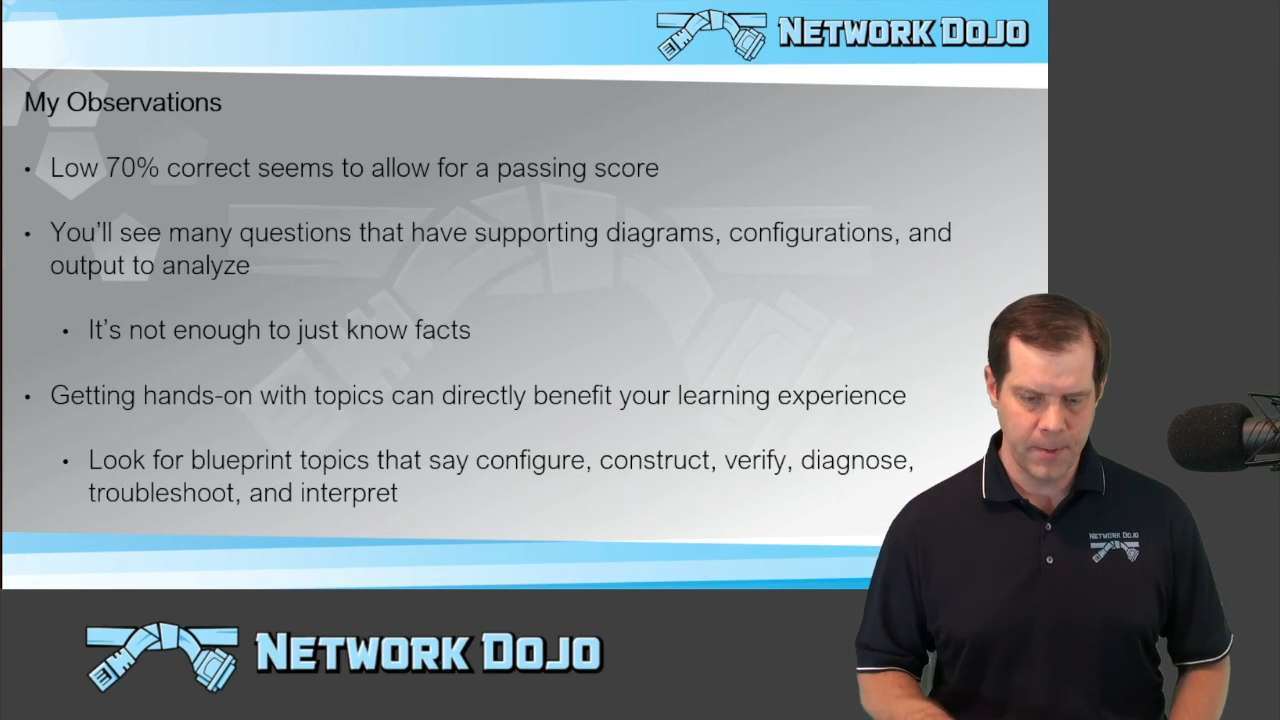 NETWORK DOJO
My Observations
• Low 70% correct seems to allow for a passing score
• You'll see many questions that have supporting diagrams, configurations, and
output to analyze
• It's not enough to just know facts
• Getting hands-on with topics can directly benefit your learning experience
• Look for blueprint topics that say configure, construct, verify, diagnose,
troubleshoot, and interpret
NETWORK DOJO
NETWORK DOJO